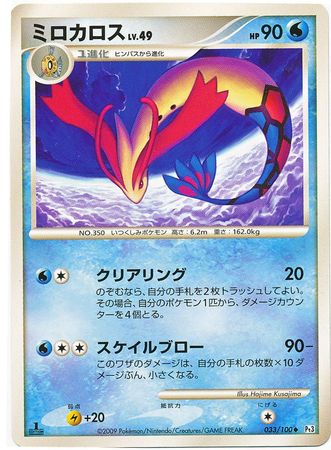 ミロカロス LV.49 HP 90
1進化 ヒンバスから進化
NO.350 いつくしみポケモン 高さ：6.2m 重さ：162.0kg
クリアリング 20
のぞむなら、自分の手札を2枚トラッシュしてよい。
その場合、自分のポケモン1匹から、ダメージカウン
ターを4個とる。
スケイルブロー 90-
このワザのダメージは、自分の手札の枚数×10ダ
メージぶん、小さくなる。
Illus. Hajime Kusajima
弱点 抵抗力 にげる
+20
1 EDITION
©2009 Pokémon/Nintendo/Creatures/GAME FREAK
033/100 Pt3